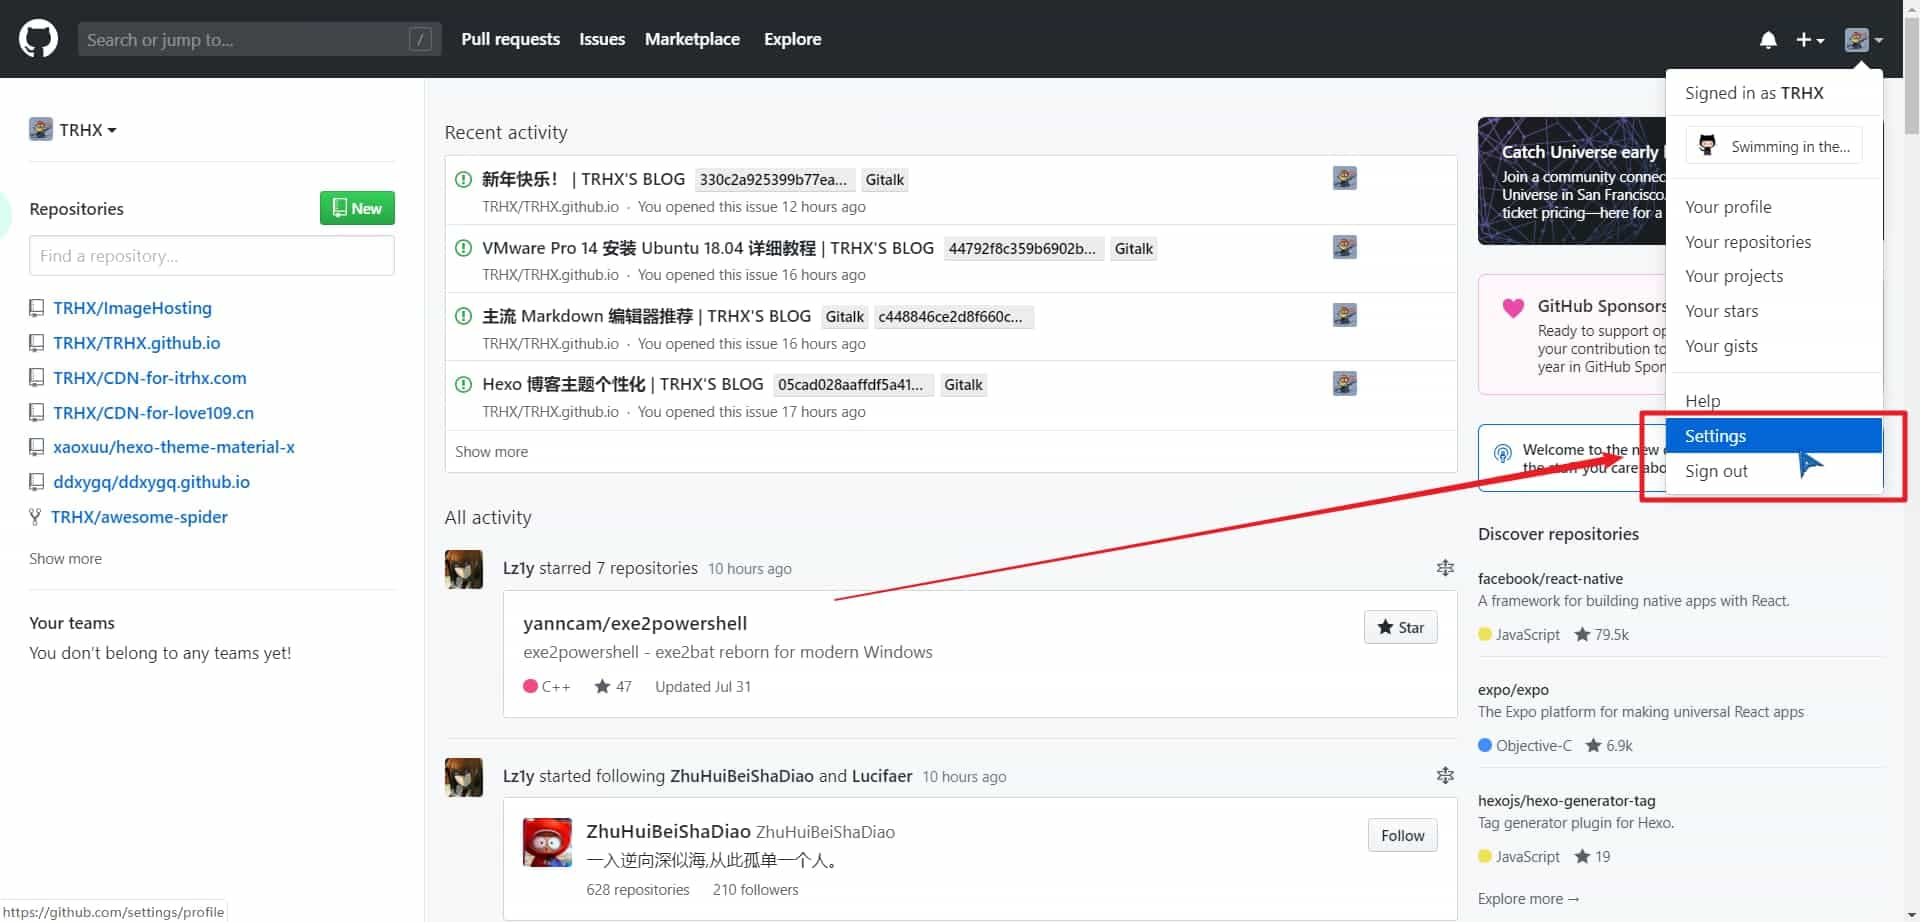 Search or jump to... /
Pull requests
Issues
Marketplace
Explore
TRHX
Repositories
New
Find a repository...
TRHX/ImageHosting
TRHX/TRHX.github.io
TRHX/CDN-for-itrhx.com
TRHX/CDN-for-love109.cn
xaoxuu/hexo-theme-material-x
ddxygq/ddxygq.github.io
TRHX/awesome-spider
Show more
Your teams
You don't belong to any teams yet!
https://github.com/settings/profile
Recent activity
新年快乐! | TRHX'S BLOG 330c2a925399b77ea... Gitalk
TRHX/TRHX.github.io · You opened this issue 12 hours ago
VMware Pro 14 安装 Ubuntu 18.04 详细教程 | TRHX'S BLOG 44792f8c359b6902b... Gitalk
TRHX/TRHX.github.io · You opened this issue 16 hours ago
主流 Markdown 编辑器推荐 | TRHX'S BLOG Gitalk c448846ce2d8f660c...
TRHX/TRHX.github.io · You opened this issue 16 hours ago
Hexo 博客主题个性化 | TRHX'S BLOG 05cad028aaffdf5a41... Gitalk
TRHX/TRHX.github.io · You opened this issue 17 hours ago
Show more
All activity
Lz1y starred 7 repositories 10 hours ago
yanncam/exe2powershell
Star
exe2powershell - exe2bat reborn for modern Windows
C++ 47 Updated Jul 31
Lz1y started following ZhuHuiBeiShaDiao and Lucifaer 10 hours ago
ZhuHuiBeiShaDiao ZhuHuiBeiShaDiao
Follow
一入逆向深似海,从此孤单一个人。
628 repositories 210 followers
Signed in as TRHX
Swimming in the...
Your profile
Your repositories
Your projects
Your stars
Your gists
Help
Settings
Sign out
Catch Universe early
Join a community connec
Universe in San Francisco.
ticket pricing—here for a
GitHub Sponsors
Ready to support op
your contribution to
year in GitHub Spon
Welcome to the new
the stuff you care abo
Discover repositories
facebook/react-native
A framework for building native apps with React.
JavaScript 79.5k
expo/expo
The Expo platform for making universal React apps
Objective-C 6.9k
hexojs/hexo-generator-tag
Tag generator plugin for Hexo.
JavaScript 19
Explore more →